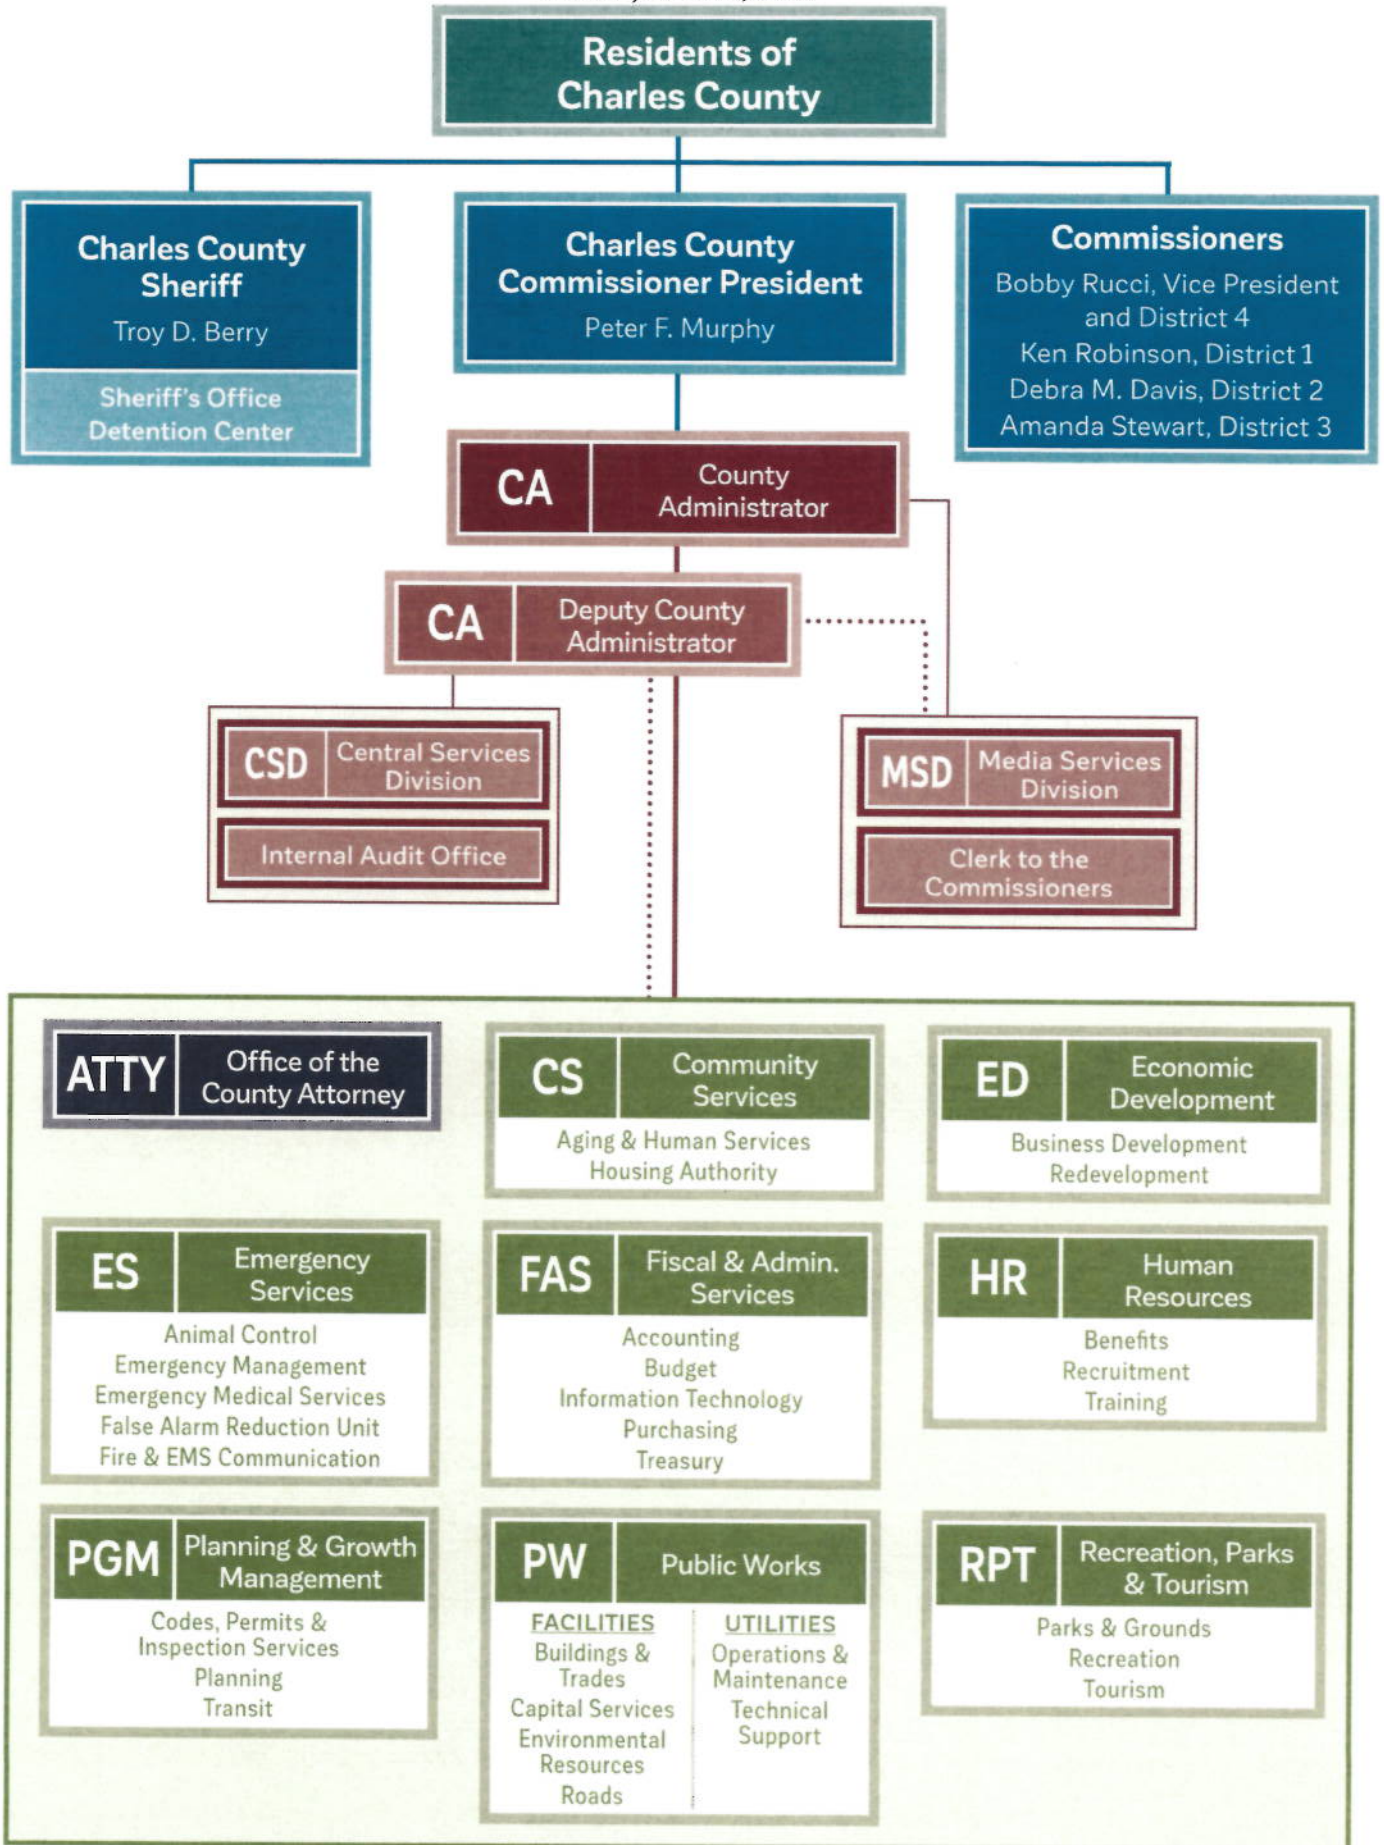 Residents of
Charles County
Charles County
Sheriff
Troy D. Berry
Sheriff's Office
Detention Center
Charles County
Commissioner President
Peter F. Murphy
Commissioners
Bobby Rucci, Vice President
and District 4
Ken Robinson, District 1
Debra M. Davis, District 2
Amanda Stewart, District 3
CA
County
Administrator
CA
Deputy County
Administrator
CSD
Central Services
Division
Internal Audit Office
MSD
Media Services
Division
Clerk to the
Commissioners
ATTY
Office of the
County Attorney
CS
Community
Services
Aging & Human Services
Housing Authority
ED
Economic
Development
Business Development
Redevelopment
ES
Emergency
Services
Animal Control
Emergency Management
Emergency Medical Services
False Alarm Reduction Unit
Fire & EMS Communication
FAS
Fiscal & Admin.
Services
Accounting
Budget
Information Technology
Purchasing
Treasury
HR
Human
Resources
Benefits
Recruitment
Training
PGM
Planning & Growth
Management
Codes, Permits &
Inspection Services
Planning
Transit
PW
Public Works
FACILITIES
Buildings &
Trades
Capital Services
Environmental
Resources
Roads
UTILITIES
Operations &
Maintenance
Technical
Support
RPT
Recreation, Parks
& Tourism
Parks & Grounds
Recreation
Tourism